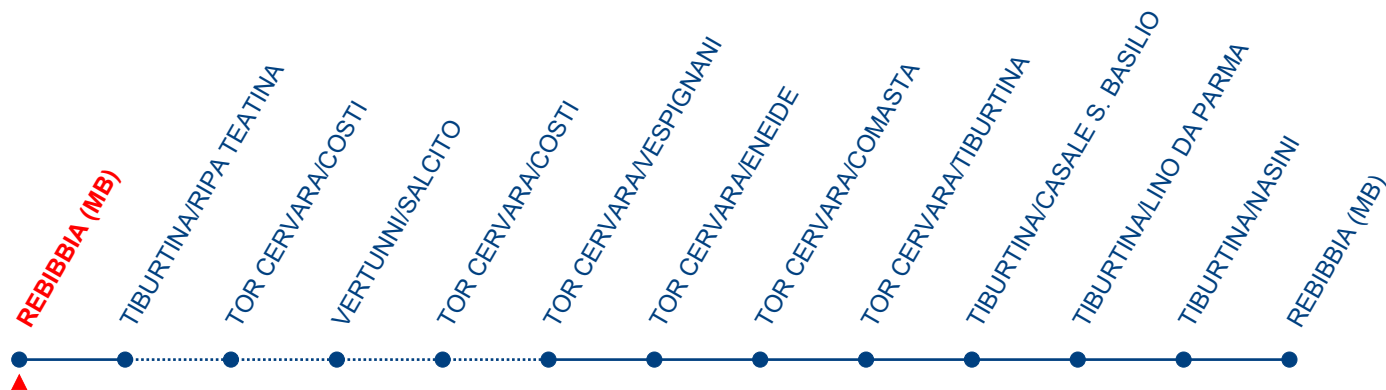 REBIBBIA (MB)
TIBURTINA/RIPA TEATINA
TOR CERVARA/COSTI
VERTUNNI/SALCITO
TOR CERVARA/COSTI
TOR CERVARA/VESPIGNANI
TOR CERVARA/ENEIDE
TOR CERVARA/COMASTA
TOR CERVARA/TIBURTINA
TIBURTINA/CASALE S. BASILIO
TIBURTINA/LINO DA PARMA
TIBURTINA/NASINI
REBIBBIA (MB)